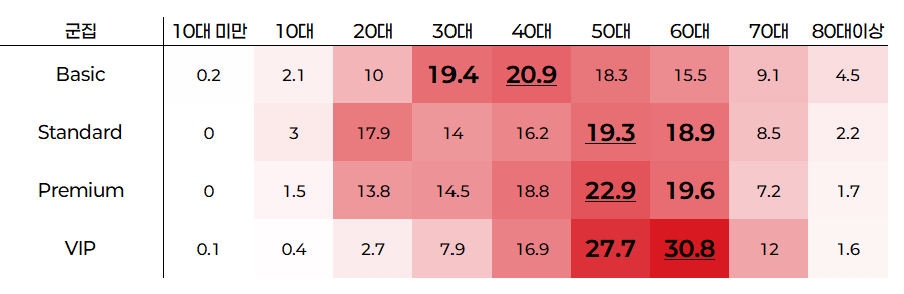 군집 10대 미만 10대 20대 30대 40대 50대 60대 70대 80대이상
Basic 0.2 2.1 10 19.4 20.9 18.3 15.5 9.1 4.5
Standard 0 3 17.9 14 16.2 19.3 18.9 8.5 2.2
Premium 0 1.5 13.8 14.5 18.8 22.9 19.6 7.2 1.7
VIP 0.1 0.4 2.7 7.9 16.9 27.7 30.8 12 1.6